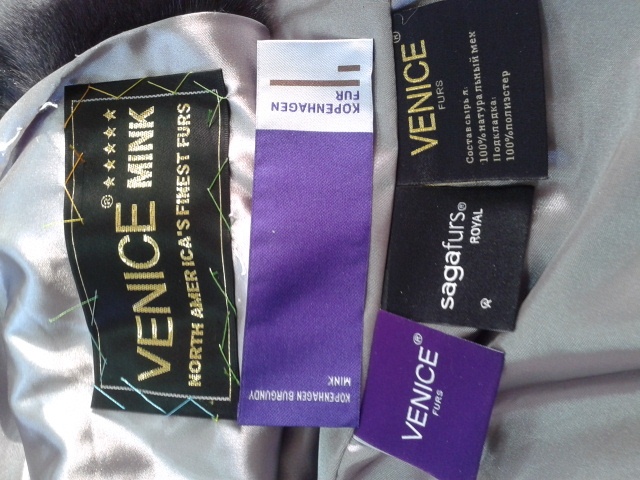 VENICE®
★★★★★
MINK
NORTH AMERICA'S FINEST FURS
KOPENHAGEN
FUR
KOPENHAGEN BURGUNDY
MINK
VENICE®
FURS
Состав сырья:
100% натуральный мех
Подкладка:
100% полиэстер
sagafurs®
ROYAL
VENICE®
FURS